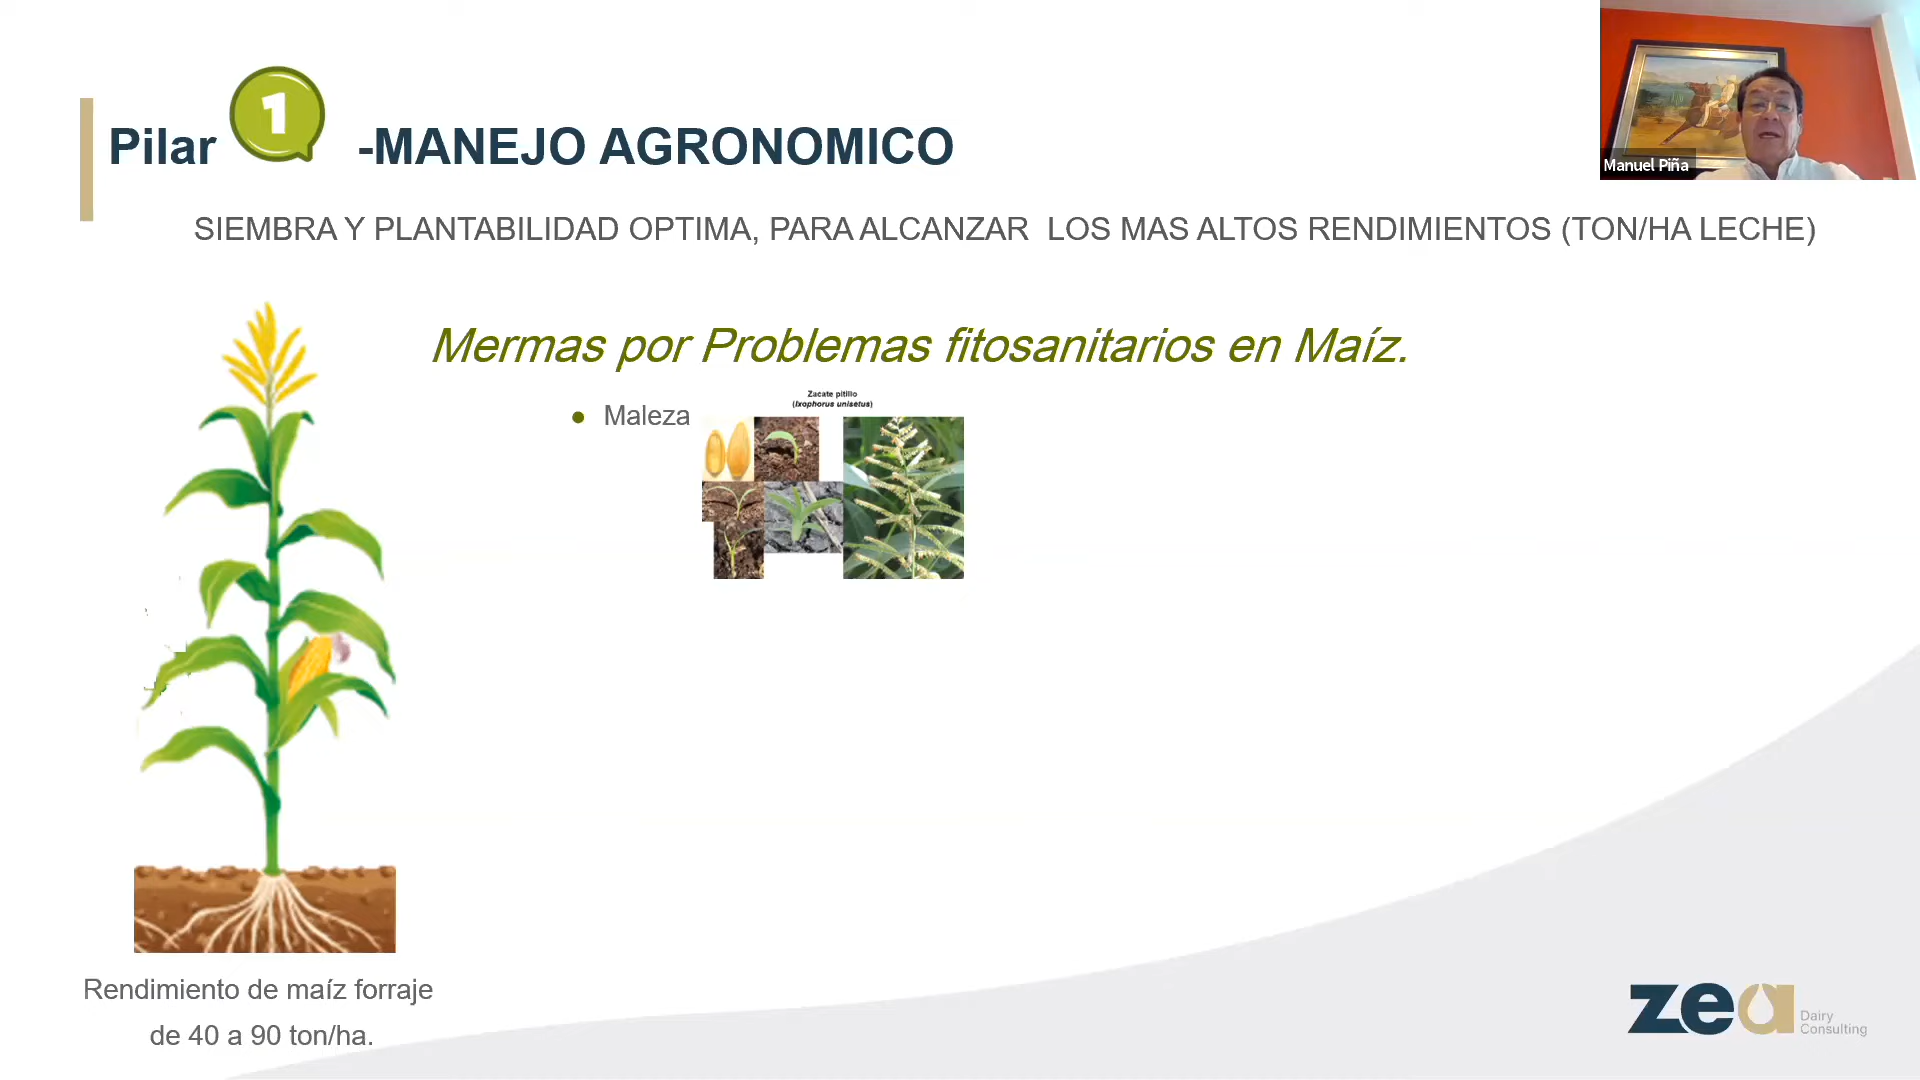 Pilar 1 -MANEJO AGRONOMICO
Manuel Piña
SIEMBRA Y PLANTABILIDAD OPTIMA, PARA ALCANZAR LOS MAS ALTOS RENDIMIENTOS (TON/HA LECHE)
Mermas por Problemas fitosanitarios en Maíz.
Zacate pitillo
(Ixophorus unisetus)
● Maleza
Rendimiento de maíz forraje
de 40 a 90 ton/ha.
zea
Dairy
Consulting